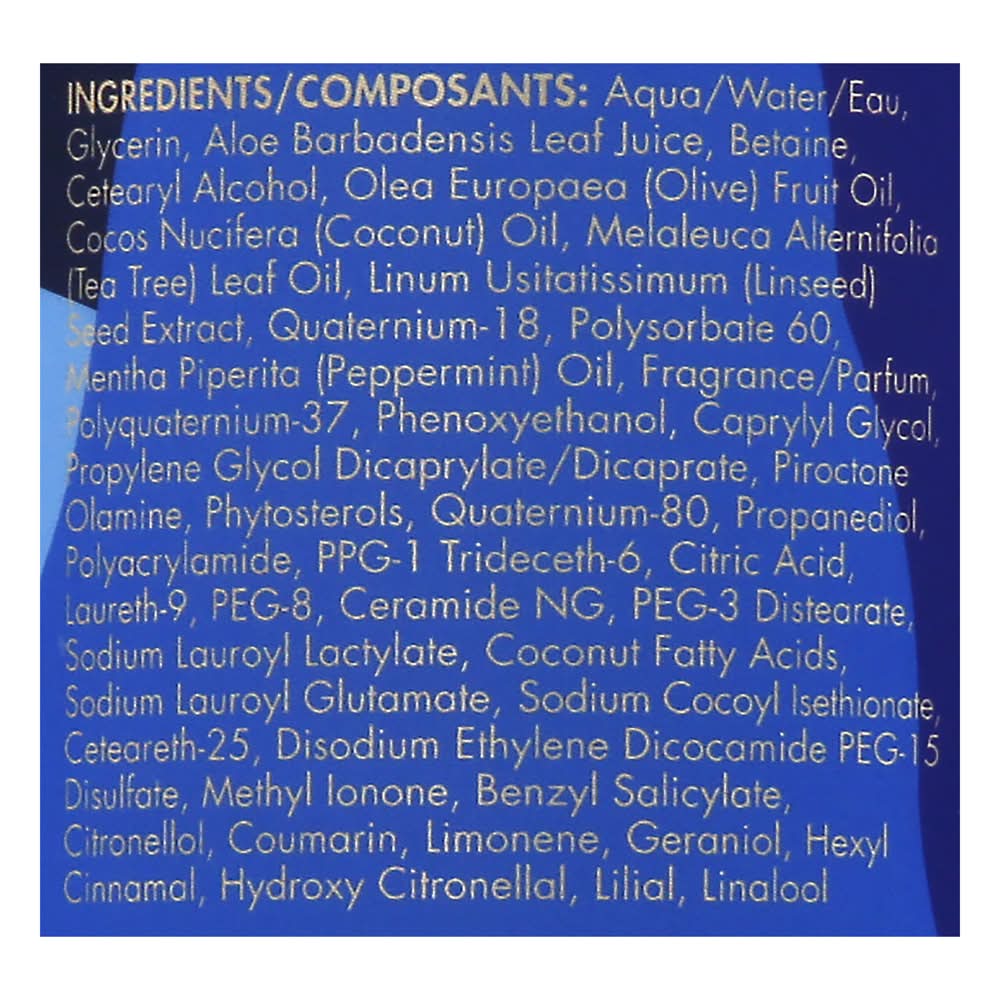 INGREDIENTS/COMPOSANTS: Aqua/Water/Eau,
Glycerin, Aloe Barbadensis Leaf Juice, Betaine,
Cetearyl Alcohol, Olea Europaea (Olive) Fruit Oil,
Cocos Nucifera (Coconut) Oil, Melaleuca Alternifolia
(Tea Tree) Leaf Oil, Linum Usitatissimum (Linseed)
Seed Extract, Quaternium-18, Polysorbate 60,
Mentha Piperita (Peppermint) Oil, Fragrance/Parfum,
Polyquaternium-37, Phenoxyethanol, Caprylyl Glycol,
Propylene Glycol Dicaprylate/Dicaprate, Piroctone
Olamine, Phytosterols, Quaternium-80, Propanediol,
Polyacrylamide, PPG-1 Trideceth-6, Citric Acid,
Laureth-9, PEG-8, Ceramide NG, PEG-3 Distearate,
Sodium Lauroyl Lactylate, Coconut Fatty Acids,
Sodium Lauroyl Glutamate, Sodium Cocoyl Isethionate,
Ceteareth-25, Disodium Ethylene Dicocamide PEG-15
Disulfate, Methyl Ionone, Benzyl Salicylate,
Citronellol, Coumarin, Limonene, Geraniol, Hexyl
Cinnamal, Hydroxy Citronellal, Lilial, Linalool